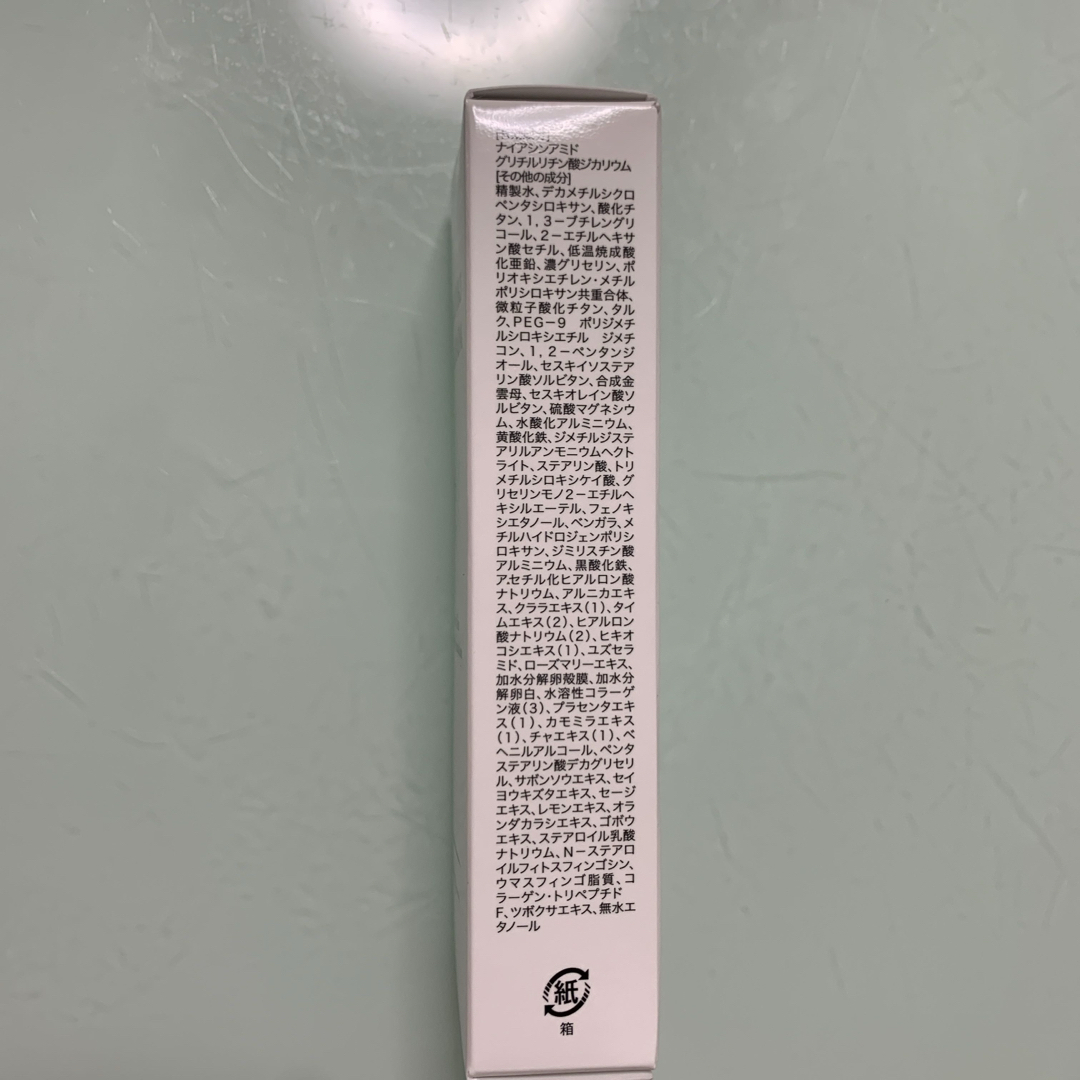 ナイアシンアミド
グリチルリチン酸ジカリウム
[その他の成分]
精製水、デカメチルシクロ
ペンタシロキサン、酸化チ
タン、1,3−ブチレングリ
コール、2−エチルヘキサ
ン酸セチル、低温焼成酸
化亜鉛、濃グリセリン、ポ
リオキシエチレン・メチル
ポリシロキサン共重合体、
微粒子酸化チタン、タル
ク、PEG−9 ポリジメチ
ルシロキシエチル ジメチ
コン、1,2−ペンタンジ
オール、セスキイソステア
リン酸ソルビタン、合成金
雲母、セスキオレイン酸ソ
ルビタン、硫酸マグネシウ
ム、水酸化アルミニウム、
黄酸化鉄、ジメチルジステ
アリルアンモニウムヘクト
ライト、ステアリン酸、トリ
メチルシロキシケイ酸、グ
リセリンモノ2−エチルヘ
キシルエーテル、フェノキ
シエタノール、ベンガラ、メ
チルハイドロジェンポリシ
ロキサン、ジミリスチン酸
アルミニウム、黒酸化鉄、
アセチル化ヒアルロン酸
ナトリウム、アルニカエキ
ス、クララエキス(1)、タイ
ムエキス(2)、ヒアルロン
酸ナトリウム(2)、ヒキオ
コシエキス(1)、ユズセラ
ミド、ローズマリーエキス、
加水分解卵殻膜、加水分
解卵白、水溶性コラーゲ
ン液(3)、プラセンタエキ
ス(1)、カモミラエキス
(1)、チャエキス(1)、ベ
ヘニルアルコール、ペンタ
ステアリン酸デカグリセリ
ル、サボンソウエキス、セイ
ヨウキズタエキス、セージ
エキス、レモンエキス、オラ
ンダカラシエキス、ゴボウ
エキス、ステアロイル乳酸
ナトリウム、N−ステアロ
イルフィトスフィンゴシン、
ウマスフィンゴ脂質、コ
ラーゲン・トリペプチド
F、ツボクサエキス、無水エ
タノール
紙
箱